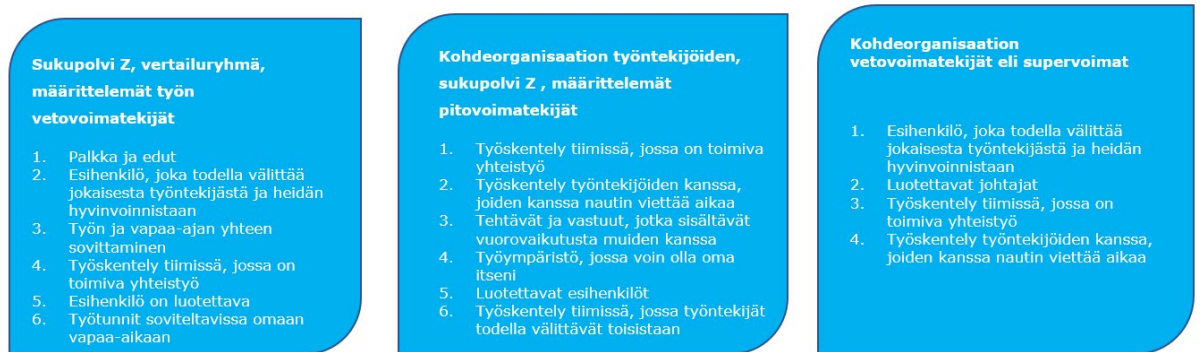 Sukupolvi Z, vertailuryhmä,
määrittelemät työn
vetovoimatekijät
1. Palkka ja edut
2. Esihenkilö, joka todella välittää
jokaisesta työntekijästä ja heidän
hyvinvoinnistaan
3. Työn ja vapaa-ajan yhteen
sovittaminen
4. Työskentely tiimissä, jossa on
toimiva yhteistyö
5. Esihenkilö on luotettava
6. Työtunnit soviteltavissa omaan
vapaa-aikaan
Kohdeorganisaation työntekijöiden,
sukupolvi Z , määrittelemät
pitovoimatekijät
1. Työskentely tiimissä, jossa on toimiva
yhteistyö
2. Työskentely työntekijöiden kanssa,
joiden kanssa nautin viettää aikaa
3. Tehtävät ja vastuut, jotka sisältävät
vuorovaikutusta muiden kanssa
4. Työympäristö, jossa voin olla oma
itseni
5. Luotettavat esihenkilöt
6. Työskentely tiimissä, jossa työntekijät
todella välittävät toisistaan
Kohdeorganisaation
vetovoimatekijät eli supervoimat
1. Esihenkilö, joka todella välittää
jokaisesta työntekijästä ja heidän
hyvinvoinnistaan
2. Luotettavat johtajat
3. Työskentely tiimissä, jossa on
toimiva yhteistyö
4. Työskentely työntekijöiden kanssa,
joiden kanssa nautin viettää aikaa